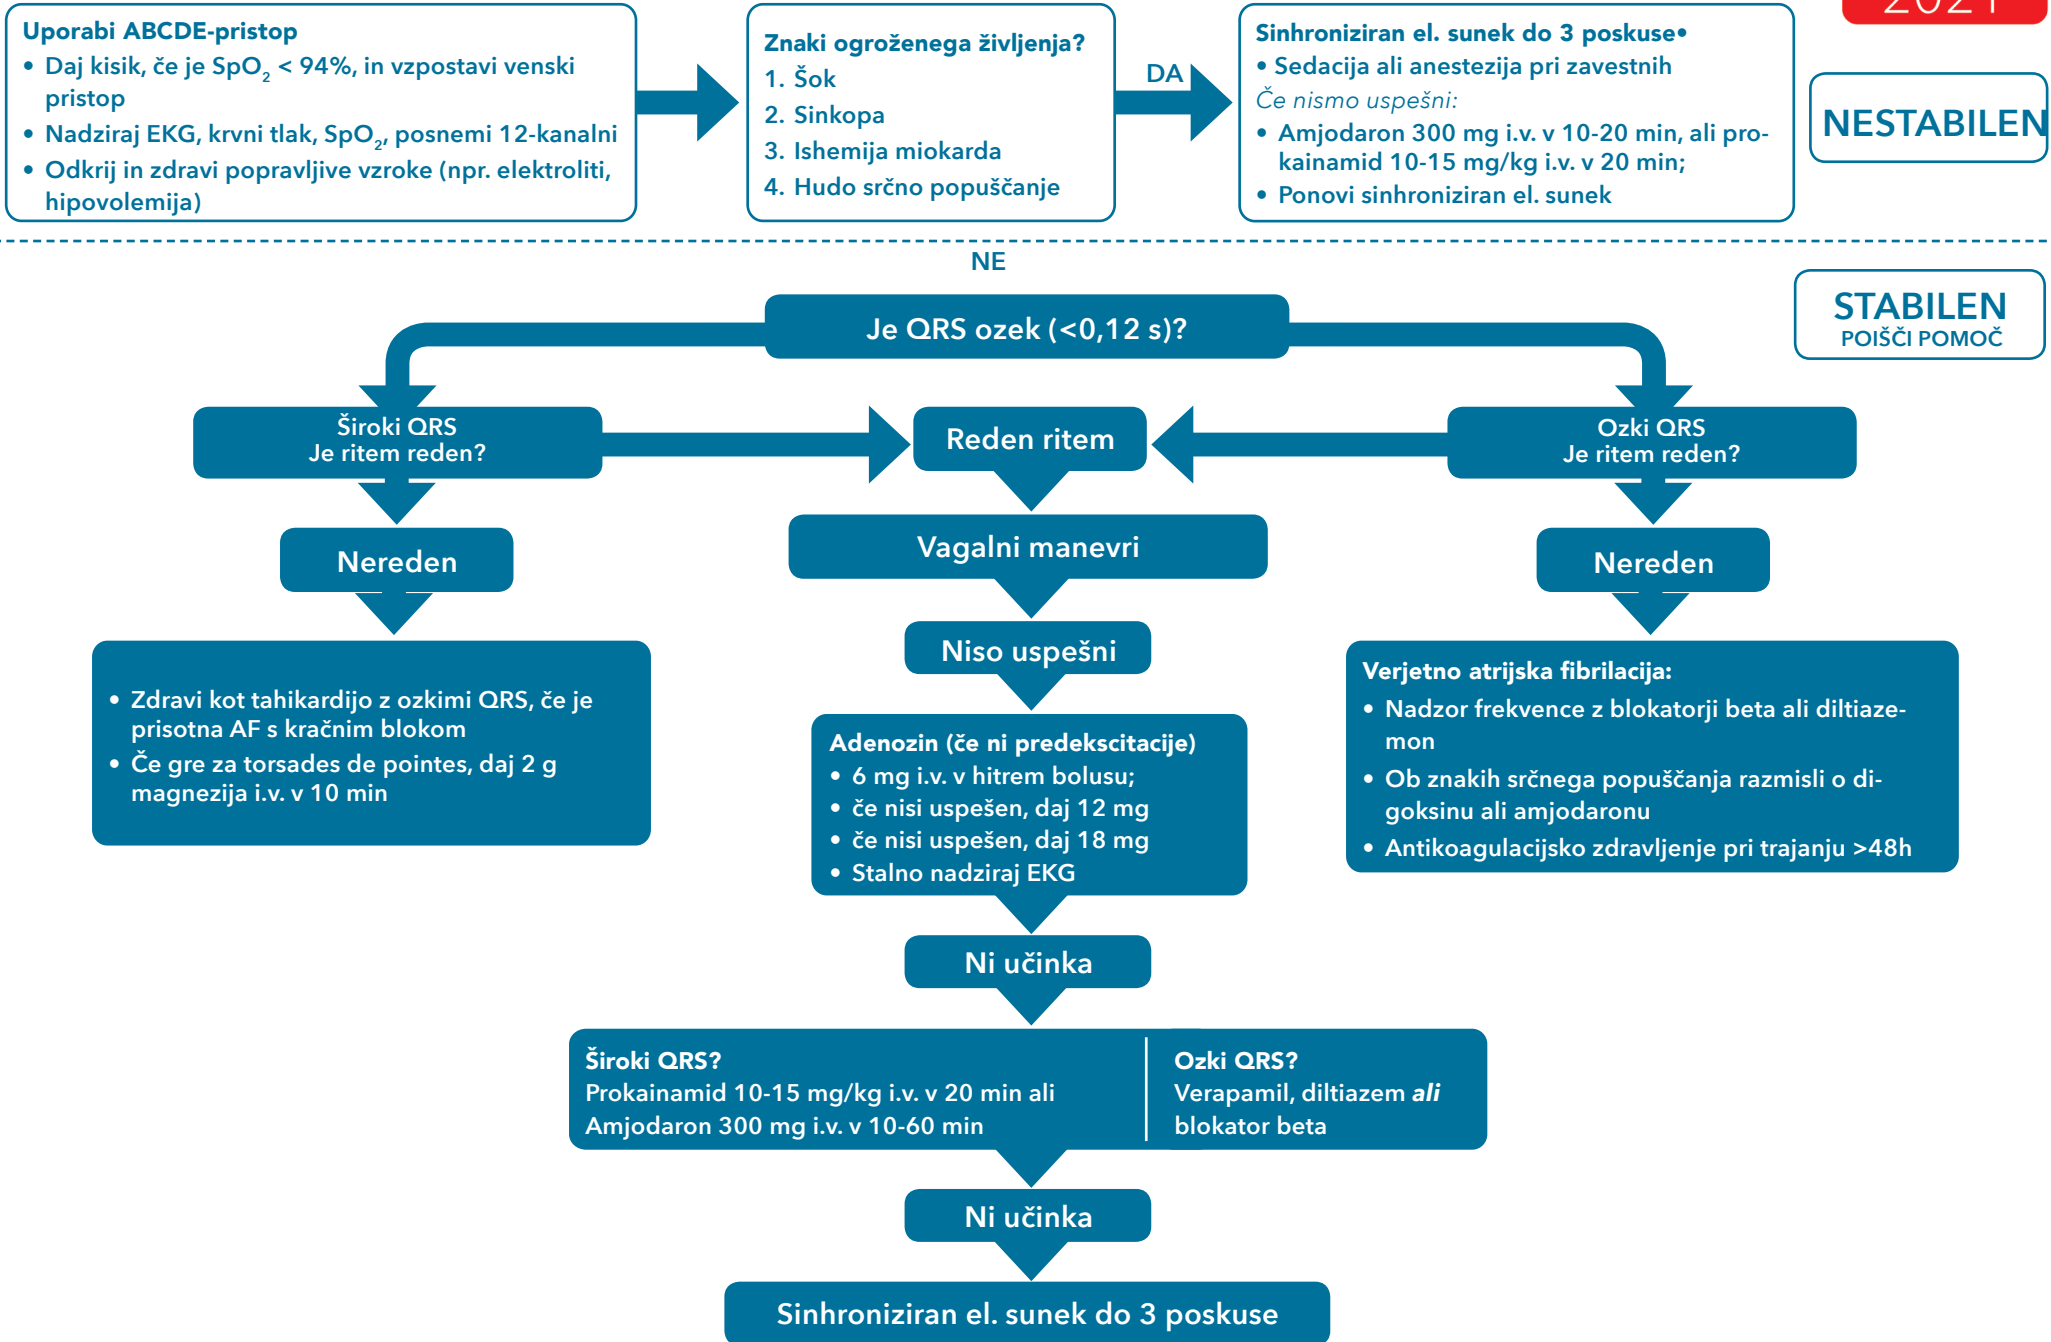 2021
Uporabi ABCDE-pristop
• Daj kisik, če je SpO2 < 94%, in vzpostavi venski
pristop
• Nadziraj EKG, krvni tlak, SpO2, posnemi 12-kanalni
• Odkrij in zdravi popravljive vzroke (npr. elektroliti,
hipovolemija)
Znaki ogroženega življenja?
1. Šok
2. Sinkopa
3. Ishemija miokarda
4. Hudo srčno popuščanje
DA
Sinhroniziran el. sunek do 3 poskuse•
• Sedacija ali anestezija pri zavestnih
Če nismo uspešni:
• Amjodaron 300 mg i.v. v 10-20 min, ali pro-
kainamid 10-15 mg/kg i.v. v 20 min;
• Ponovi sinhroniziran el. sunek
NESTABILEN
NE
STABILEN
POIŠČI POMOČ
Je QRS ozek (<0,12 s)?
Široki QRS
Je ritem reden?
Reden ritem
Ozki QRS
Je ritem reden?
Nereden
Vagalni manevri
Nereden
Niso uspešni
• Zdravi kot tahikardijo z ozkimi QRS, če je
prisotna AF s kračnim blokom
• Če gre za torsades de pointes, daj 2 g
magnezija i.v. v 10 min
Adenozin (če ni predekscitacije)
• 6 mg i.v. v hitrem bolusu;
• če nisi uspešen, daj 12 mg
• če nisi uspešen, daj 18 mg
• Stalno nadziraj EKG
Verjetno atrijska fibrilacija:
• Nadzor frekvence z blokatorji beta ali diltiaze-
mon
• Ob znakih srčnega popuščanja razmisli o di-
goksinu ali amjodaronu
• Antikoagulacijsko zdravljenje pri trajanju >48h
Ni učinka
Široki QRS?
Prokainamid 10-15 mg/kg i.v. v 20 min ali
Amjodaron 300 mg i.v. v 10-60 min
Ozki QRS?
Verapamil, diltiazem ali
blokator beta
Ni učinka
Sinhroniziran el. sunek do 3 poskuse